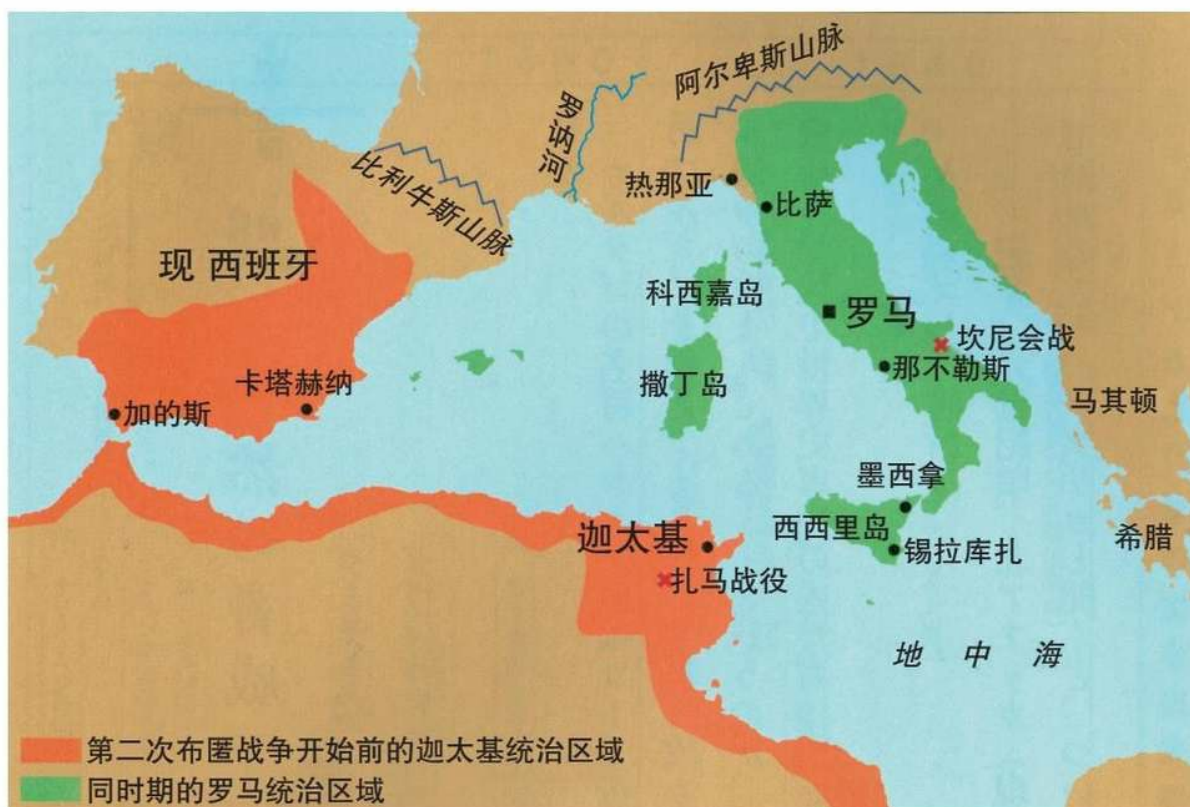 阿尔卑斯山脉
罗讷河
比利牛斯山脉
热那亚
比萨
现 西班牙
科西嘉岛
罗马
坎尼会战
卡塔赫纳
撒丁岛
那不勒斯
加的斯
马其顿
墨西拿
迦太基
西西里岛
希腊
锡拉库扎
扎马战役
地 中 海
第二次布匿战争开始前的迦太基统治区域
同时期的罗马统治区域